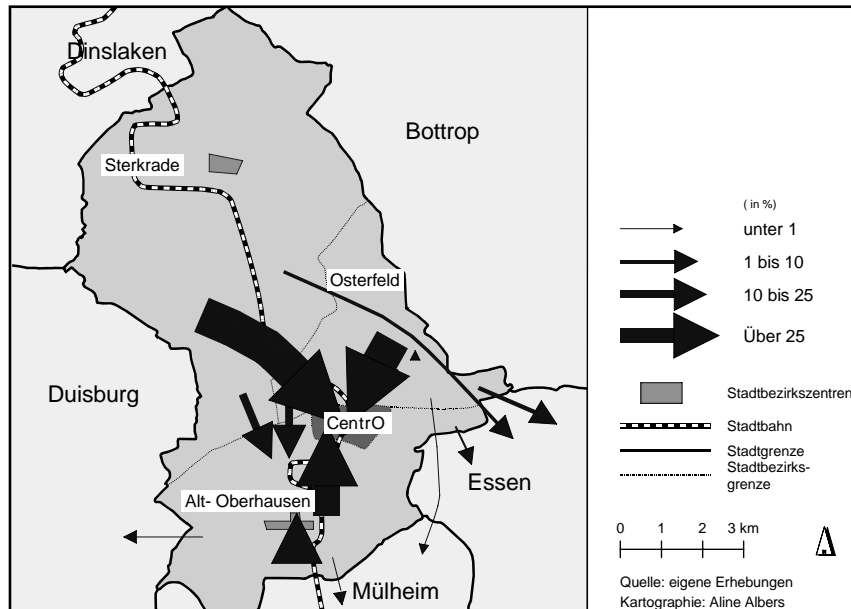 Dinslaken
Bottrop
Sterkrade
Osterfeld
Duisburg
CentrO
Essen
Alt- Oberhausen
Mülheim
( in %)
unter 1
1 bis 10
10 bis 25
Über 25
Stadtbezirkszentren
Stadtbahn
Stadtgrenze
Stadtbezirks-
grenze
0 1 2 3 km
Quelle: eigene Erhebungen
Kartographie: Aline Albers